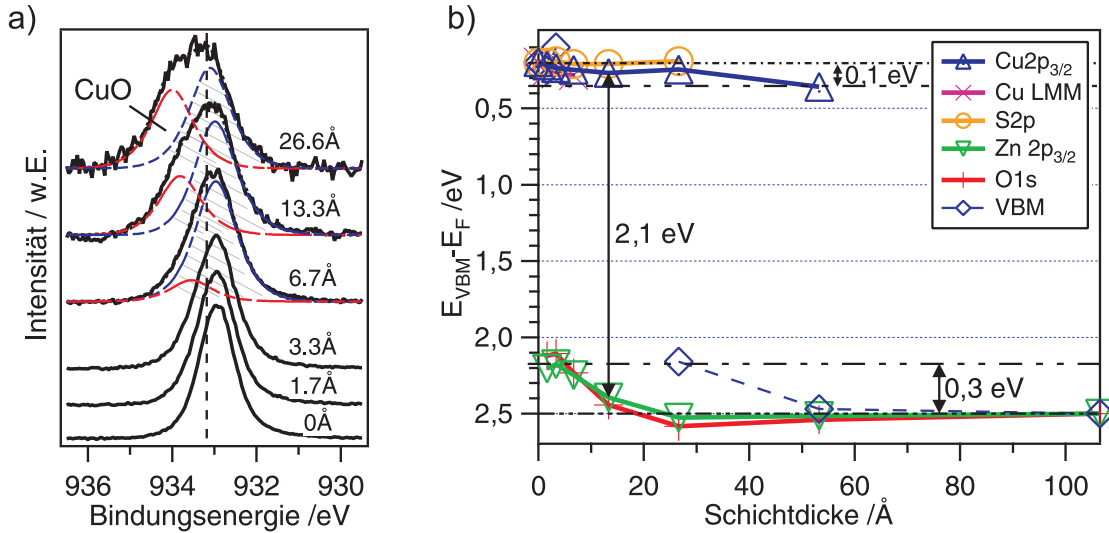 a)
Intensität / w.E.
CuO
26.6Å
13.3Å
6.7Å
3.3Å
1.7Å
0Å
936
934
932
930
Bindungsenergie /eV
b)
E_VBM-E_F /eV
0,5
1,0
1,5
2,0
2,5
0,1 eV
2,1 eV
0,3 eV
Cu2p3/2
Cu LMM
S2p
Zn 2p3/2
O1s
VBM
0
20
40
60
80
100
Schichtdicke /Å